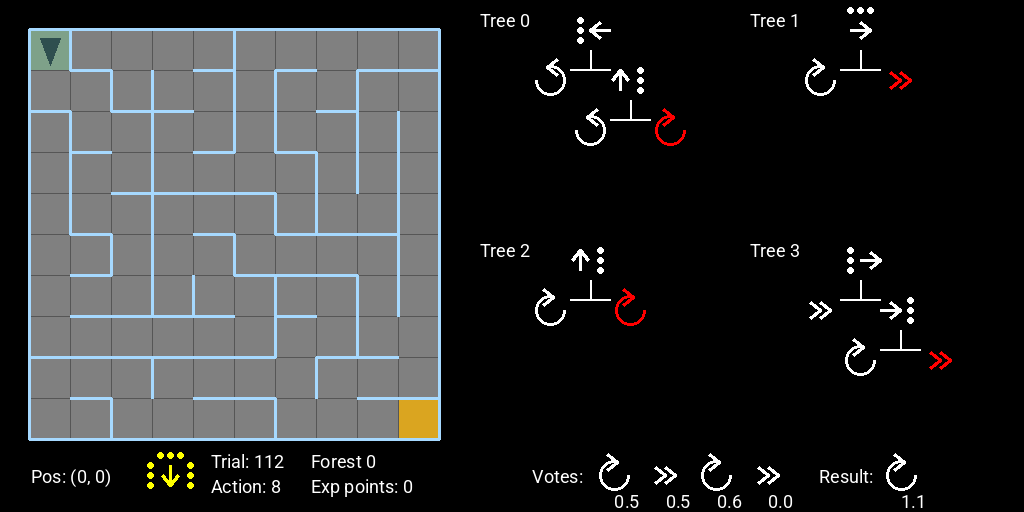 Tree 0
Tree 1
Tree 2
Tree 3
Pos: (0, 0)
Trial: 112
Forest 0
Action: 8
Exp points: 0
Votes:
0.5
0.5
0.6
0.0
Result:
1.1